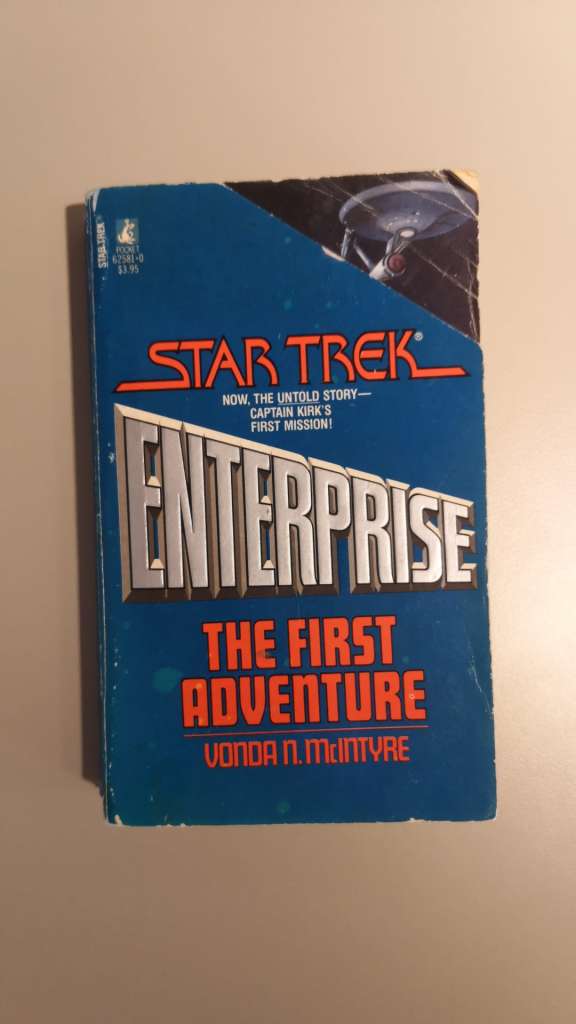 STAR TREK
POCKET
62581-0
$3.95
STAR TREK®
NOW, THE UNTOLD STORY—
CAPTAIN KIRK'S
FIRST MISSION!
ENTERPRISE
THE FIRST
ADVENTURE
VONDA N. McINTYRE